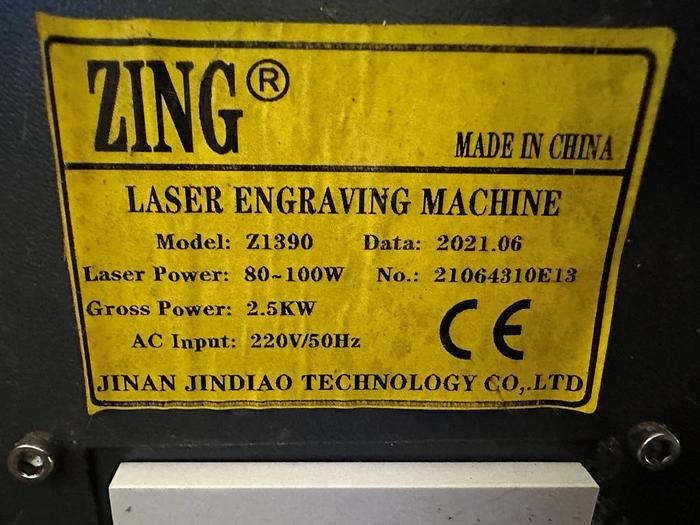 ZING®
MADE IN CHINA
LASER ENGRAVING MACHINE
Model: Z1390 Data: 2021.06
Laser Power: 80~100W No.: 21064310E13
Gross Power: 2.5KW
CE
AC Input: 220V/50Hz
JINAN JINDIAO TECHNOLOGY CO,.LTD